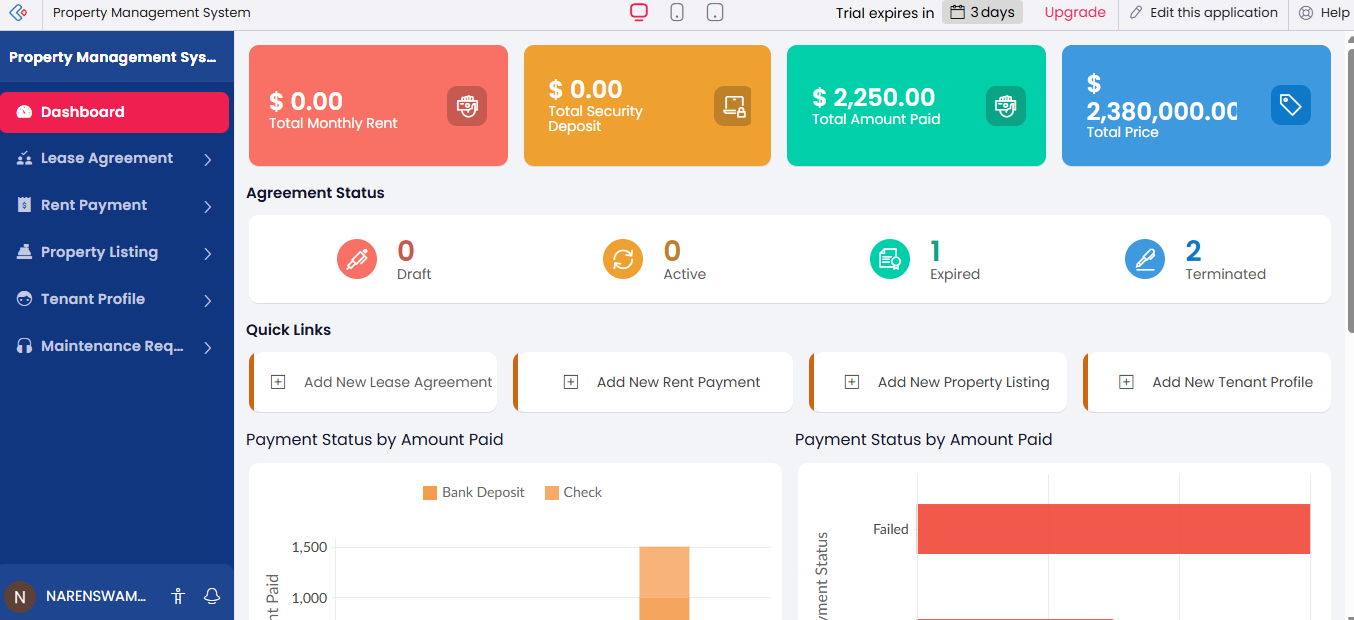 Property Management System
Trial expires in
3 days
Upgrade
Edit this application
Help
Property Management Sys...
Dashboard
Lease Agreement
Rent Payment
Property Listing
Tenant Profile
Maintenance Req...
NARENSWAM...
N
$ 0.00
Total Monthly Rent
$ 0.00
Total Security
Deposit
$ 2,250.00
Total Amount Paid
$
2,380,000.00
Total Price
Agreement Status
0
Draft
0
Active
1
Expired
2
Terminated
Quick Links
Add New Lease Agreement
Add New Rent Payment
Add New Property Listing
Add New Tenant Profile
Payment Status by Amount Paid
Bank Deposit
Check
1,500
1,000
nt Paid
Payment Status by Amount Paid
Failed
yment Status